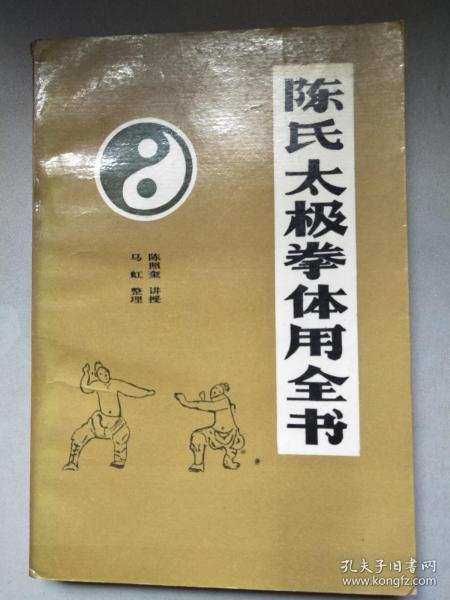 陈氏太极拳体用全书
陈照奎 讲授
马虹 整理
孔夫子旧书网
www.kongfz.com